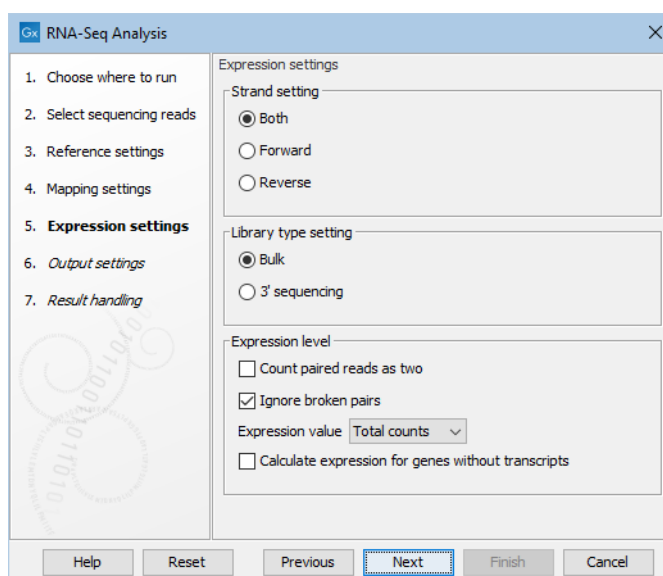 Gx RNA-Seq Analysis
1. Choose where to run
2. Select sequencing reads
3. Reference settings
4. Mapping settings
5. Expression settings
6. Output settings
7. Result handling
Expression settings
Strand setting
Both
Forward
Reverse
Library type setting
Bulk
3' sequencing
Expression level
Count paired reads as two
Ignore broken pairs
Expression value Total counts
Calculate expression for genes without transcripts
Help Reset Previous Next Finish Cancel